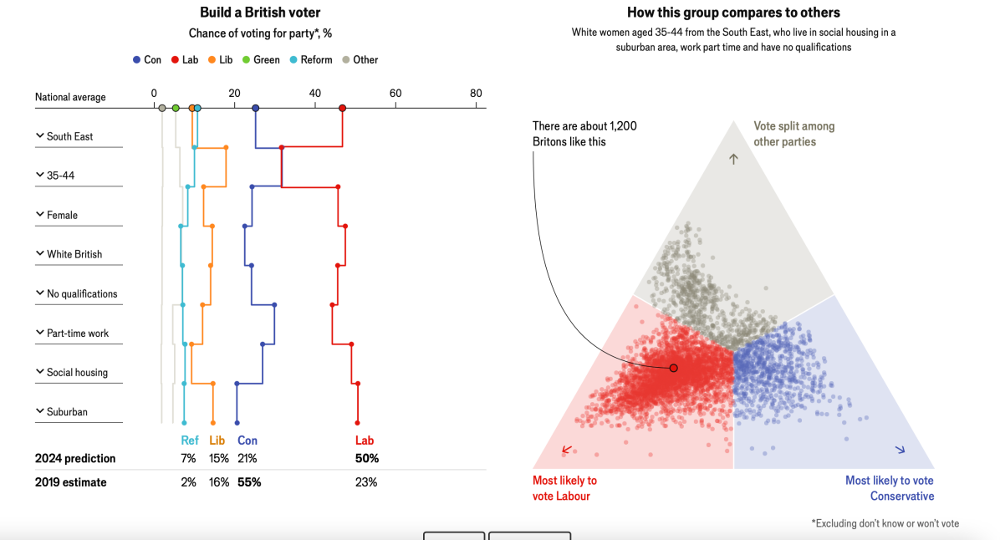 Build a British voter
Chance of voting for party*, %
Con Lab Lib Green Reform Other
National average
0 20 40 60 80
South East
35-44
Female
White British
No qualifications
Part-time work
Social housing
Suburban
Ref Lib Con Lab
2024 prediction 7% 15% 21% 50%
2019 estimate 2% 16% 55% 23%
How this group compares to others
White women aged 35-44 from the South East, who live in social housing in a
suburban area, work part time and have no qualifications
There are about 1,200
Britons like this
Vote split among
other parties
Most likely to
vote Labour
Most likely to vote
Conservative
*Excluding don't know or won't vote